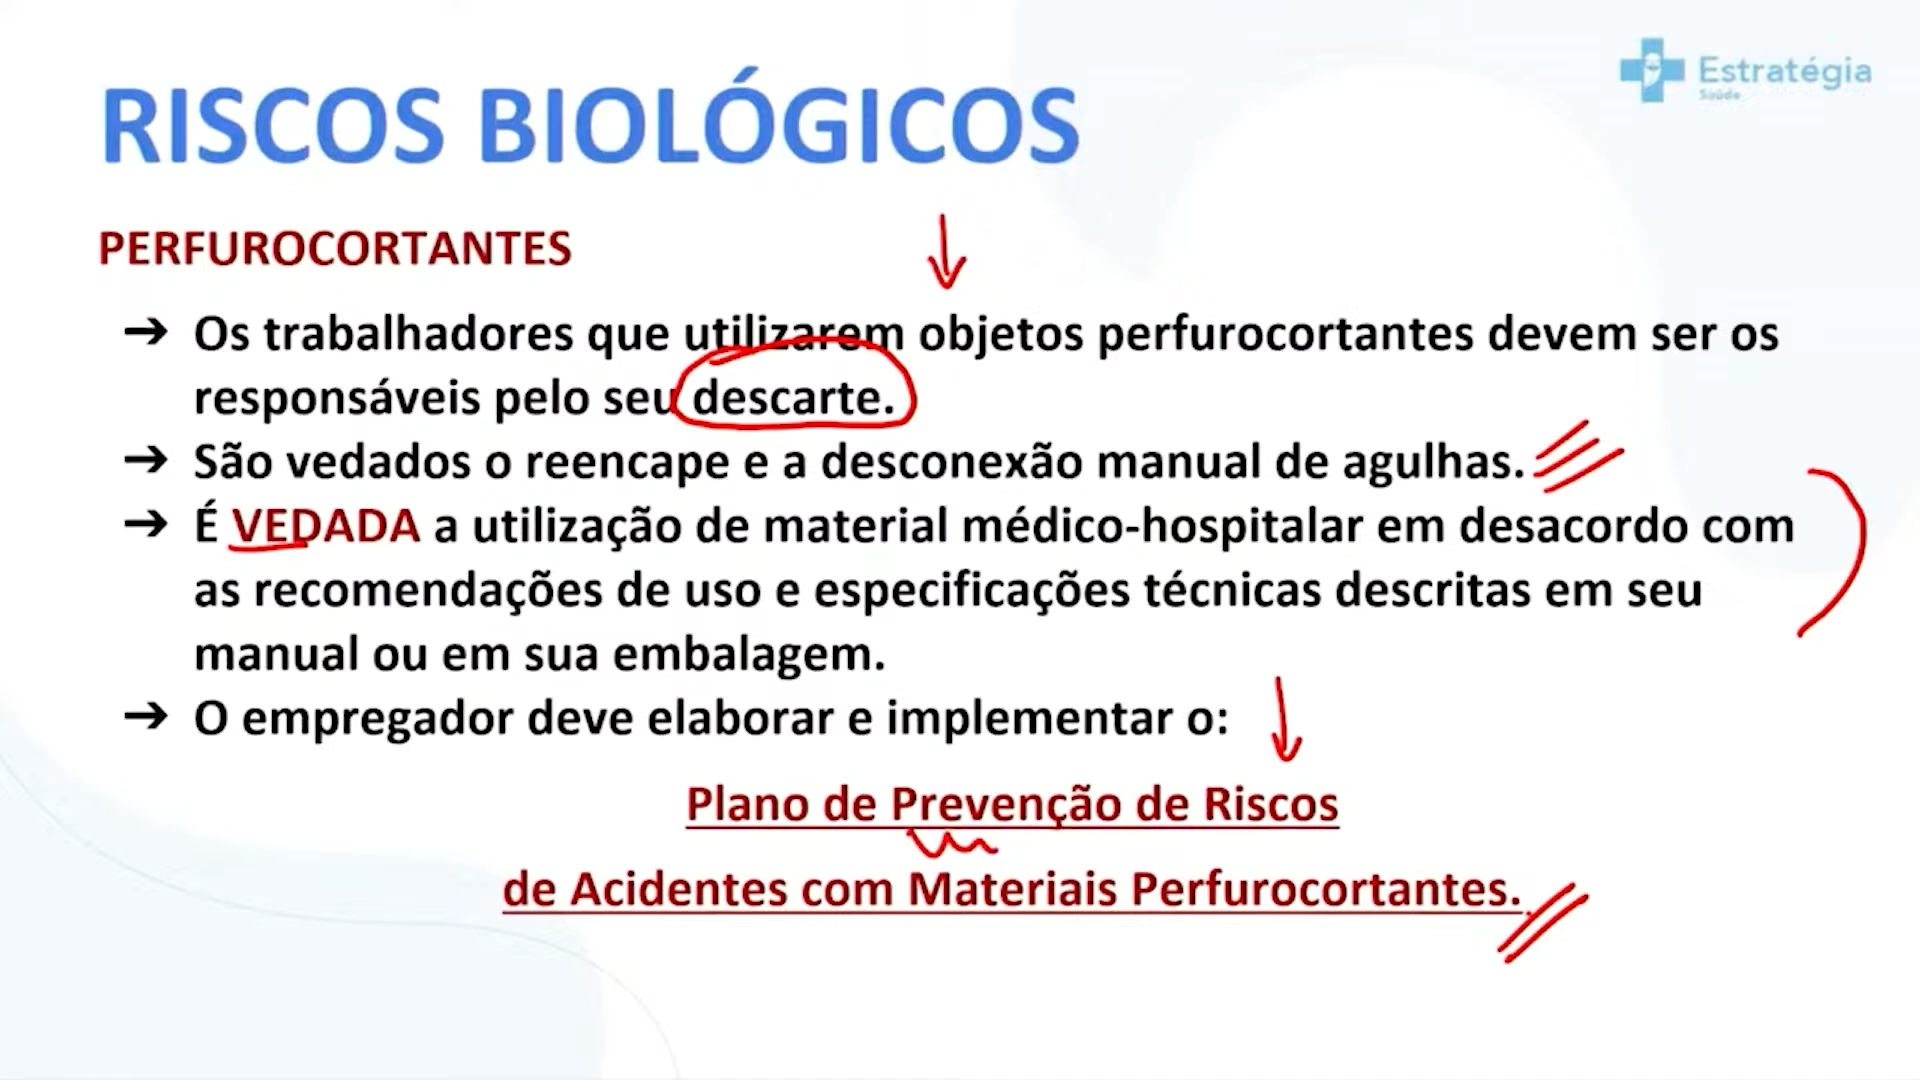 Estratégia
Saúde
RISCOS BIOLÓGICOS
PERFUROCORTANTES
➔ Os trabalhadores que utilizarem objetos perfurocortantes devem ser os
responsáveis pelo seu descarte.
➔ São vedados o reencape e a desconexão manual de agulhas.
➔ É VEDADA a utilização de material médico-hospitalar em desacordo com
as recomendações de uso e especificações técnicas descritas em seu
manual ou em sua embalagem.
➔ O empregador deve elaborar e implementar o:
Plano de Prevenção de Riscos
de Acidentes com Materiais Perfurocortantes.